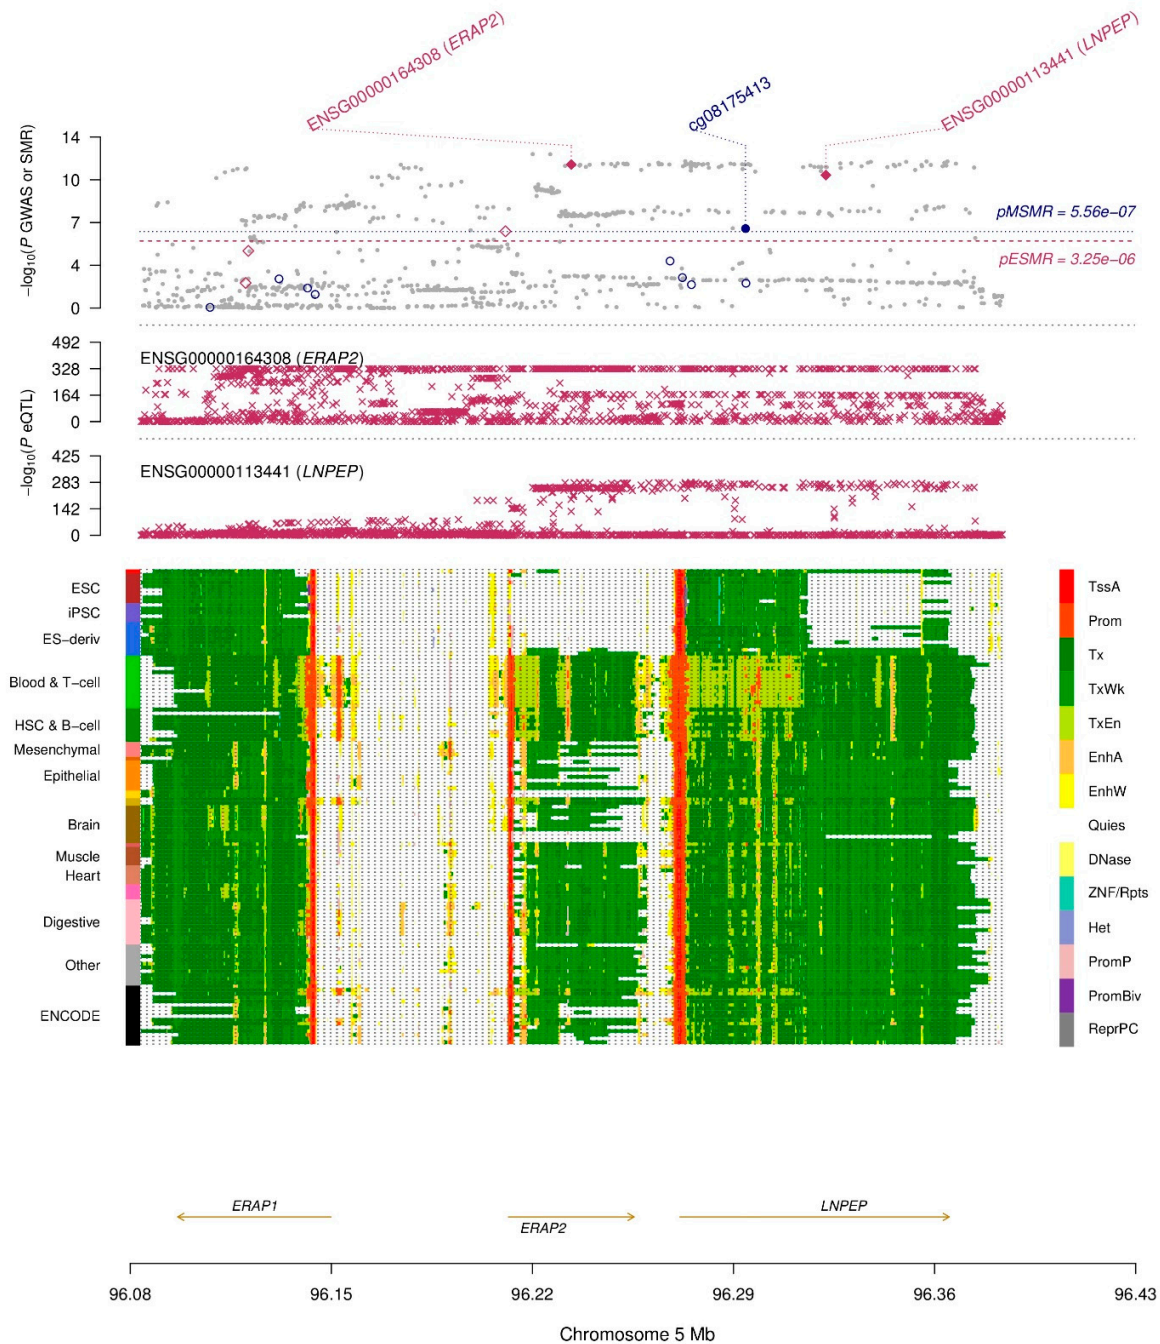 ENSG00000164308 (ERAP2)
cg08175413
ENSG00000113441 (LNPEP)
−log10(P GWAS or SMR)
14
10
7
4
0
pMSMR = 5.56e−07
pESMR = 3.25e−06
−log10(P eQTL)
492
328
164
0
ENSG00000164308 (ERAP2)
425
283
142
0
ENSG00000113441 (LNPEP)
ESC
iPSC
ES−deriv
Blood & T−cell
HSC & B−cell
Mesenchymal
Epithelial
Brain
Muscle
Heart
Digestive
Other
ENCODE
TssA
Prom
Tx
TxWk
TxEn
EnhA
EnhW
Quies
DNase
ZNF/Rpts
Het
PromP
PromBiv
ReprPC
ERAP1
ERAP2
LNPEP
96.08 96.15 96.22 96.29 96.36 96.43
Chromosome 5 Mb